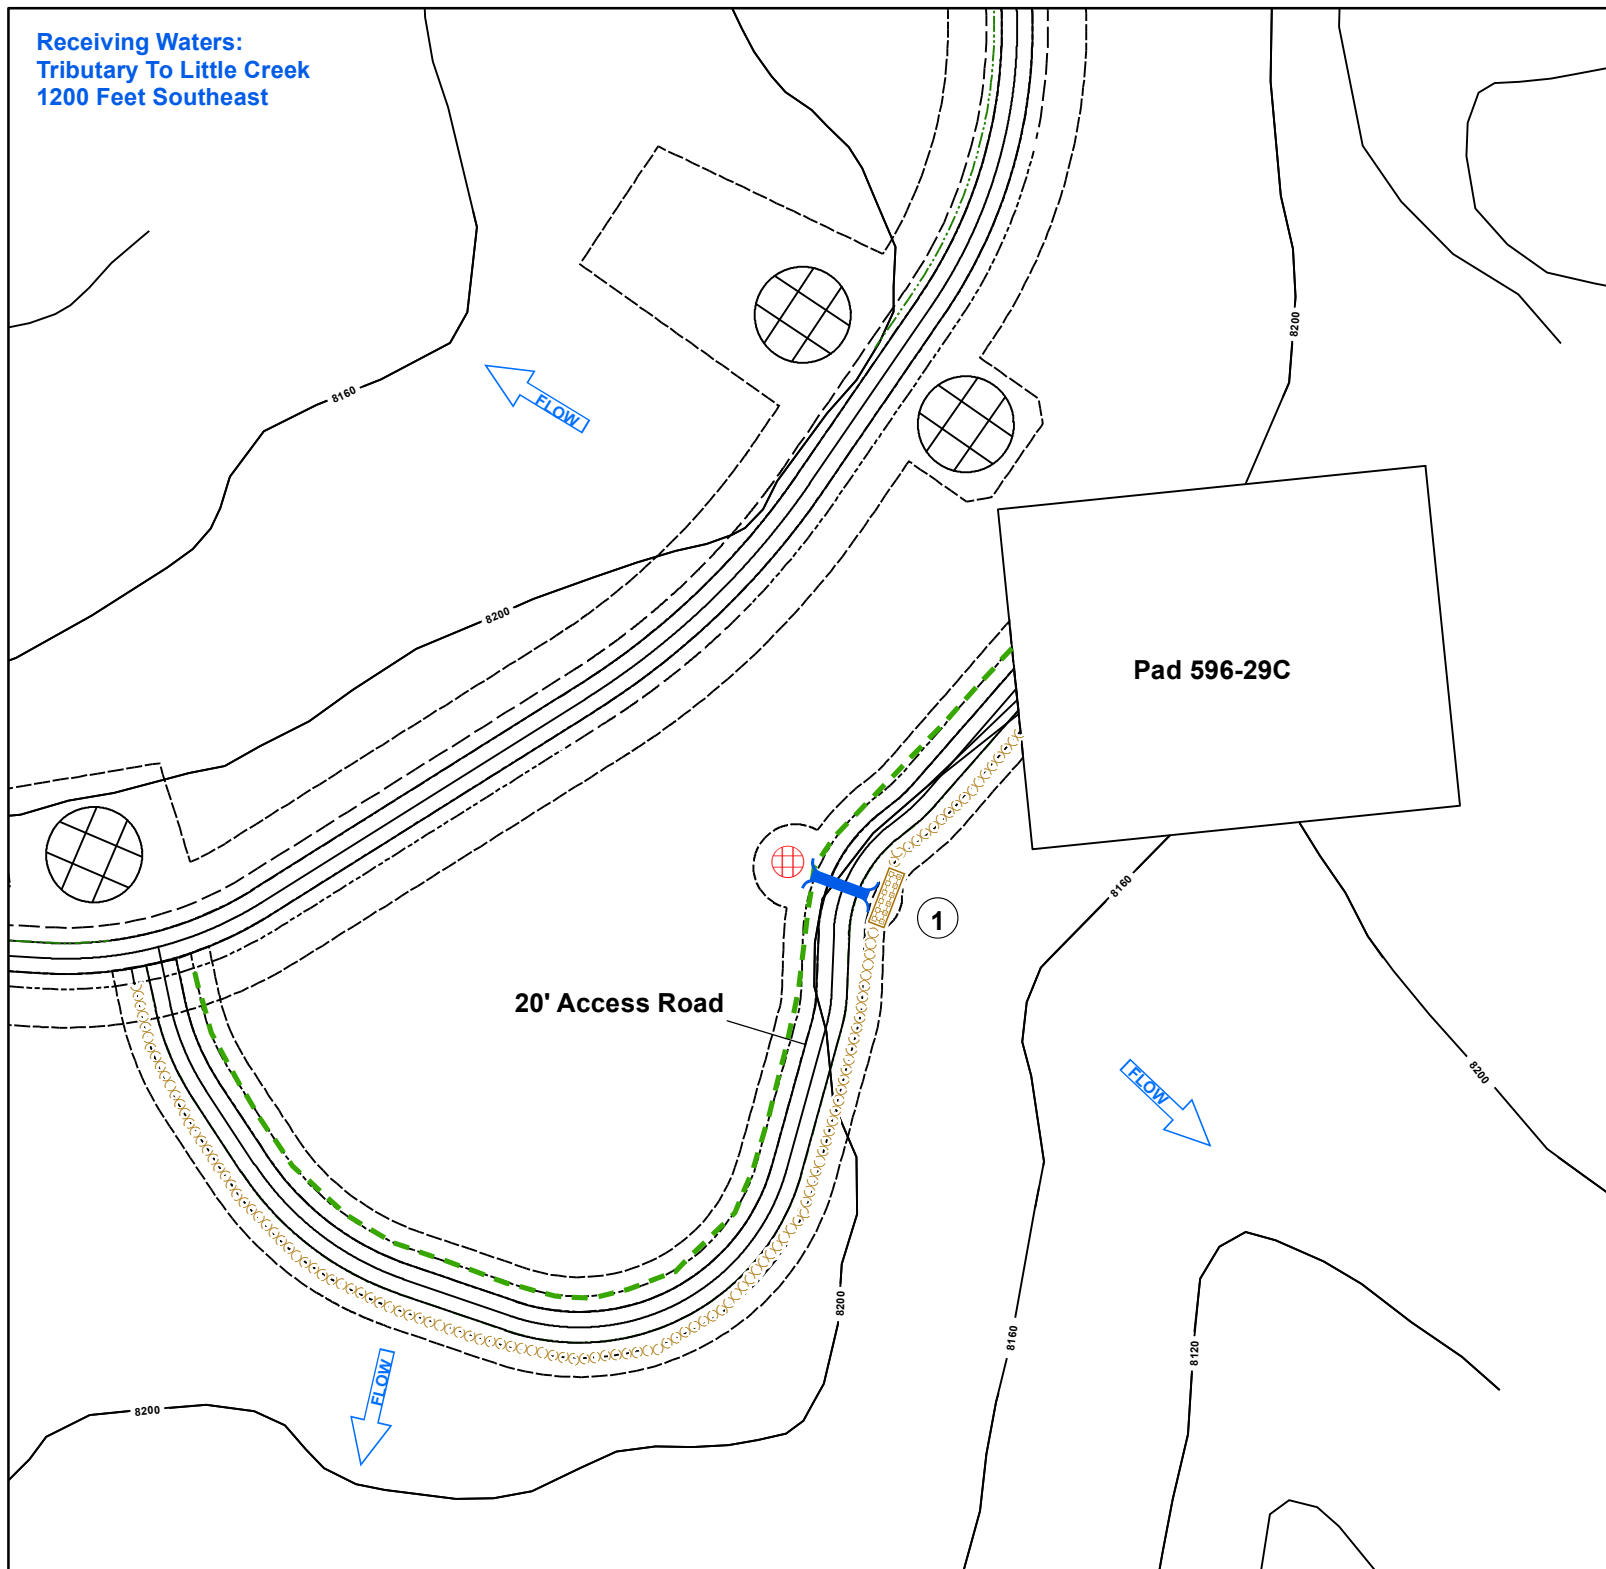 Receiving Waters:
Tributary To Little Creek
1200 Feet Southeast
8200
8160
FLOW
8200
Pad 596-29C
8160
1
20' Access Road
FLOW
8200
8200
8160
8120
FLOW
8200